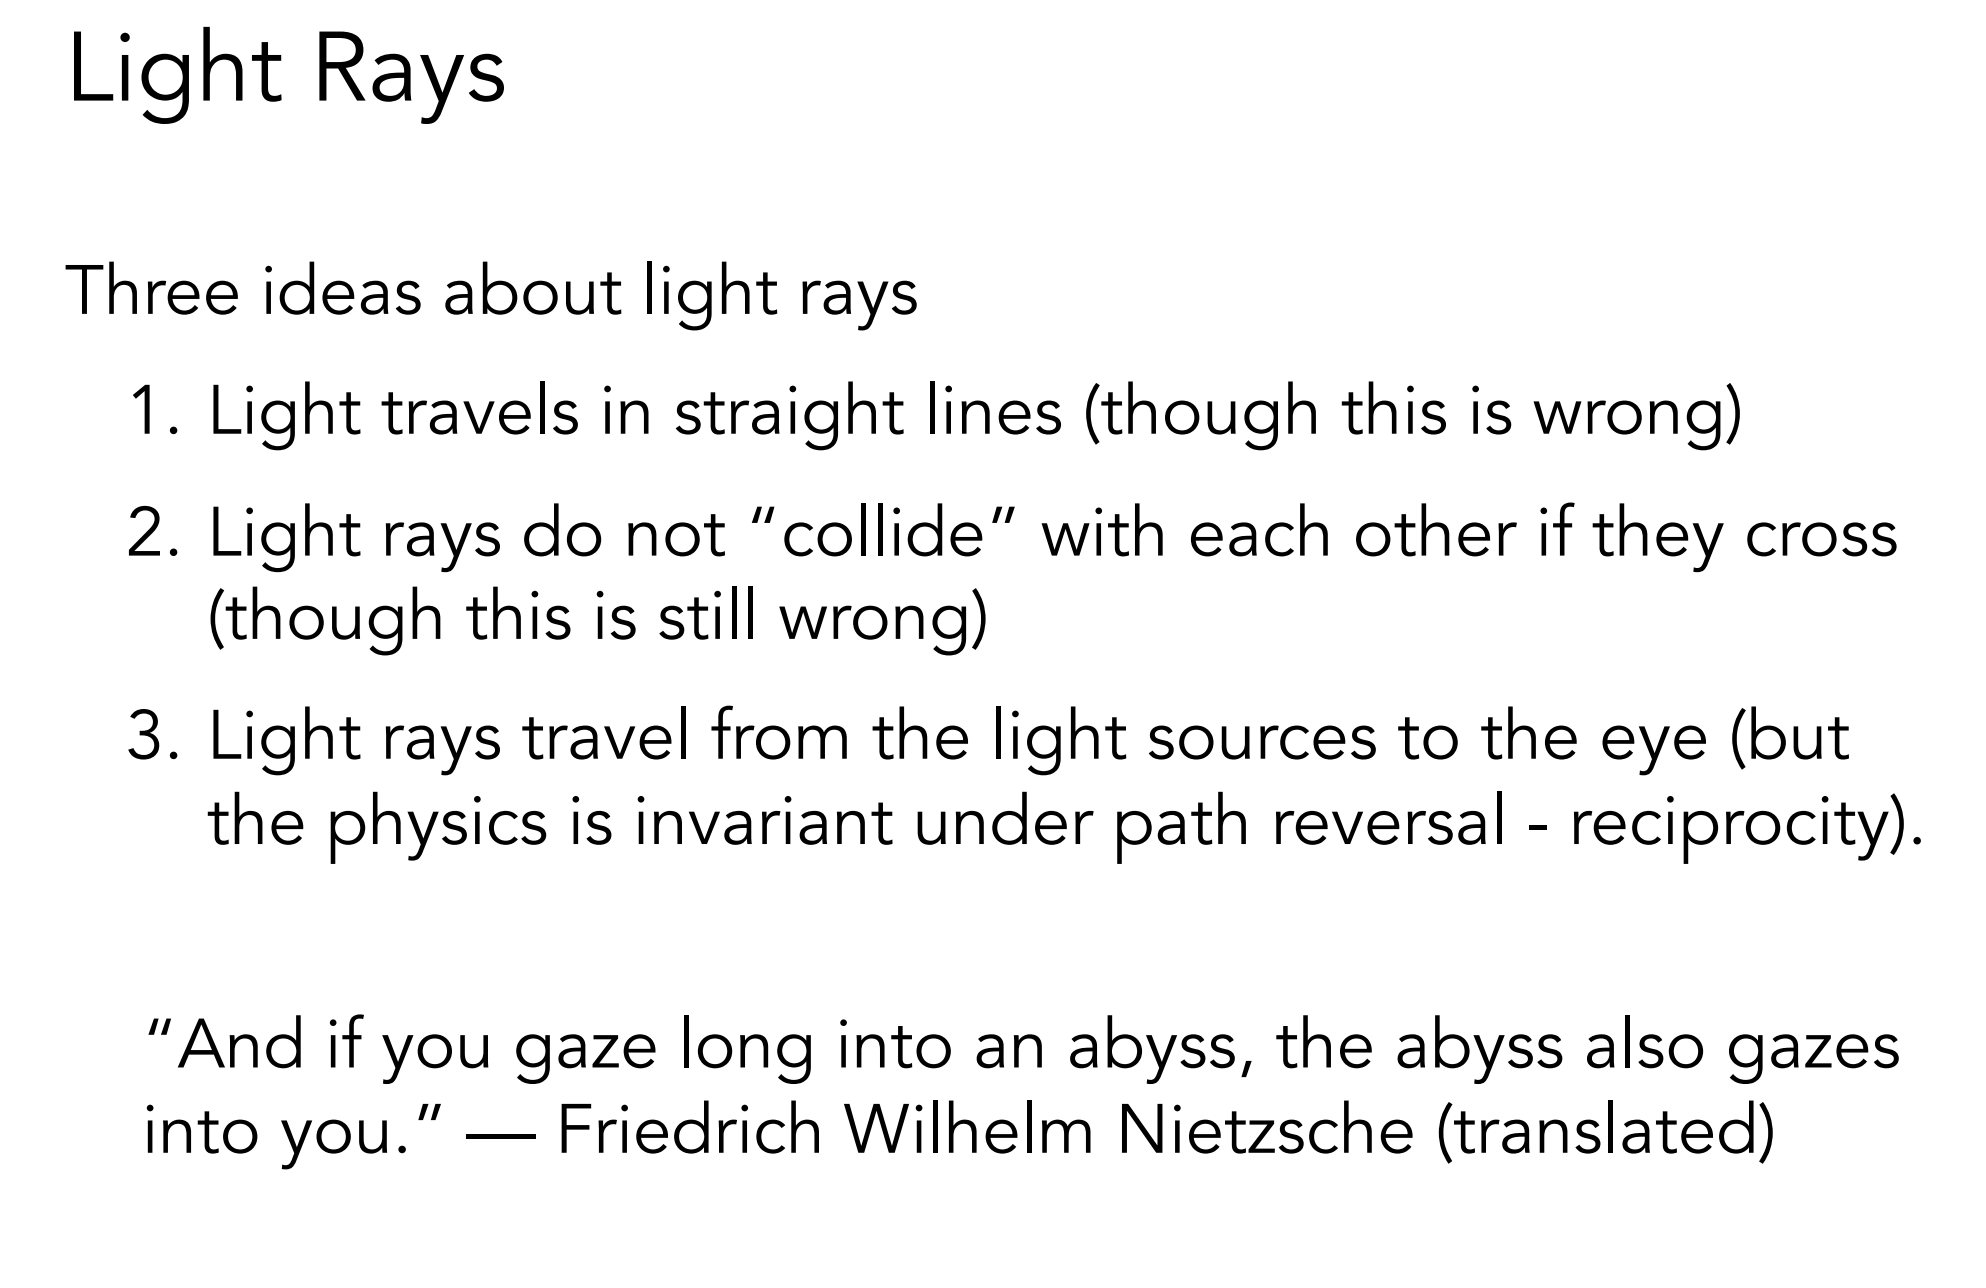 Light Rays
Three ideas about light rays
1. Light travels in straight lines (though this is wrong)
2. Light rays do not “collide” with each other if they cross
(though this is still wrong)
3. Light rays travel from the light sources to the eye (but
the physics is invariant under path reversal - reciprocity).
“And if you gaze long into an abyss, the abyss also gazes
into you.” — Friedrich Wilhelm Nietzsche (translated)